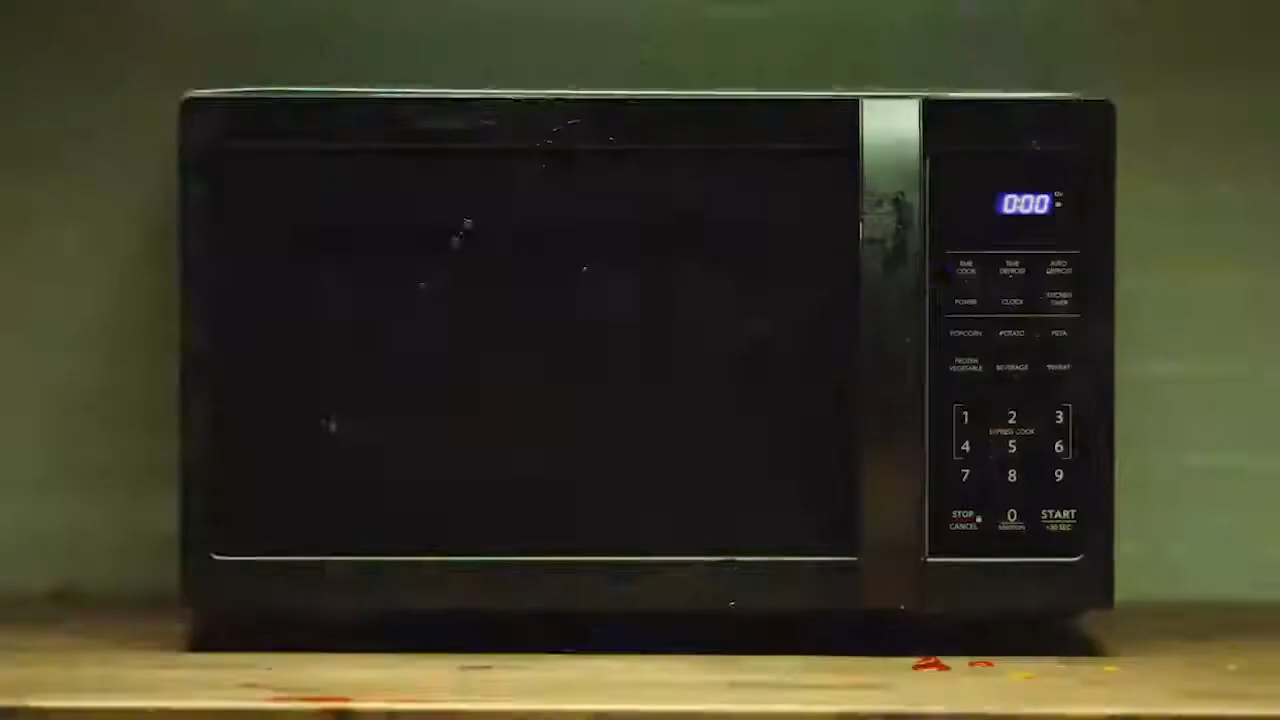 0:00
TIME COOK
TIME DEFROST
AUTO DEFROST
POWER
CLOCK
KITCHEN TIMER
POPCORN
POTATO
PIZZA
FROZEN VEGETABLE
BEVERAGE
REHEAT
1 2 3
EXPRESS COOK
4 5 6
7 8 9
STOP CANCEL
0
START
+30 SEC